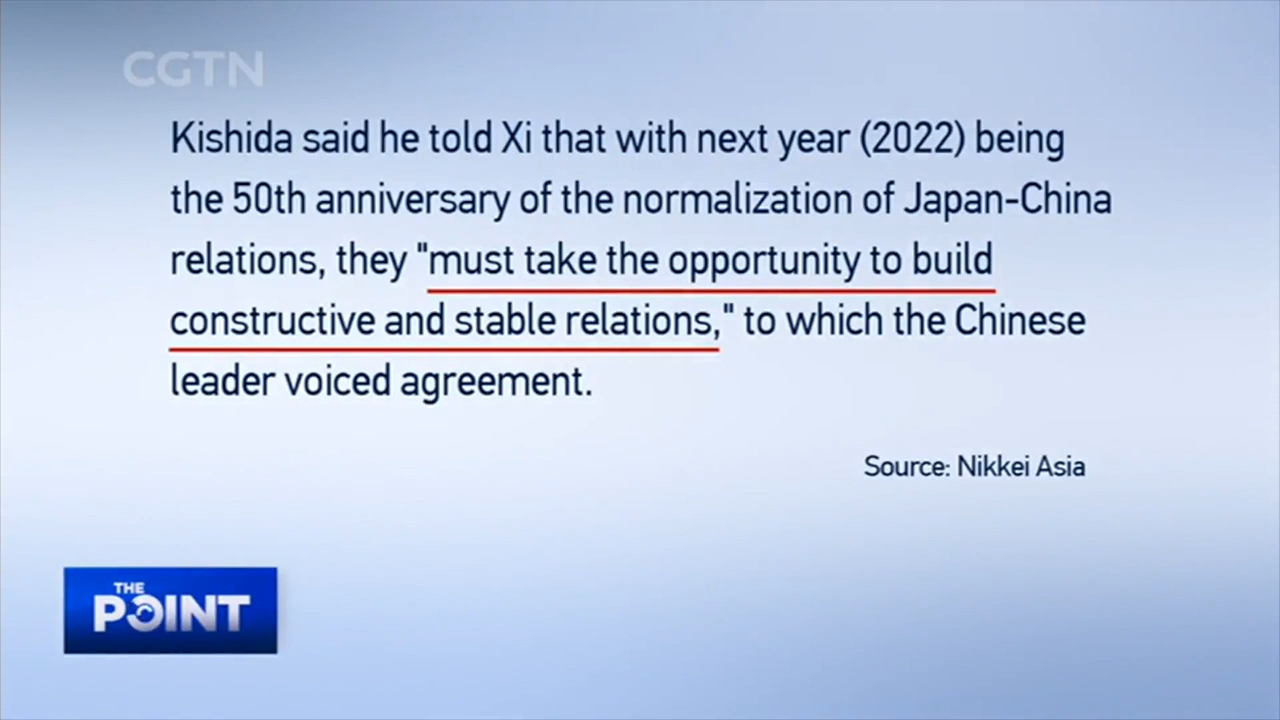 CGTN
Kishida said he told Xi that with next year (2022) being
the 50th anniversary of the normalization of Japan-China
relations, they "must take the opportunity to build
constructive and stable relations," to which the Chinese
leader voiced agreement.
Source: Nikkei Asia
THE
POINT